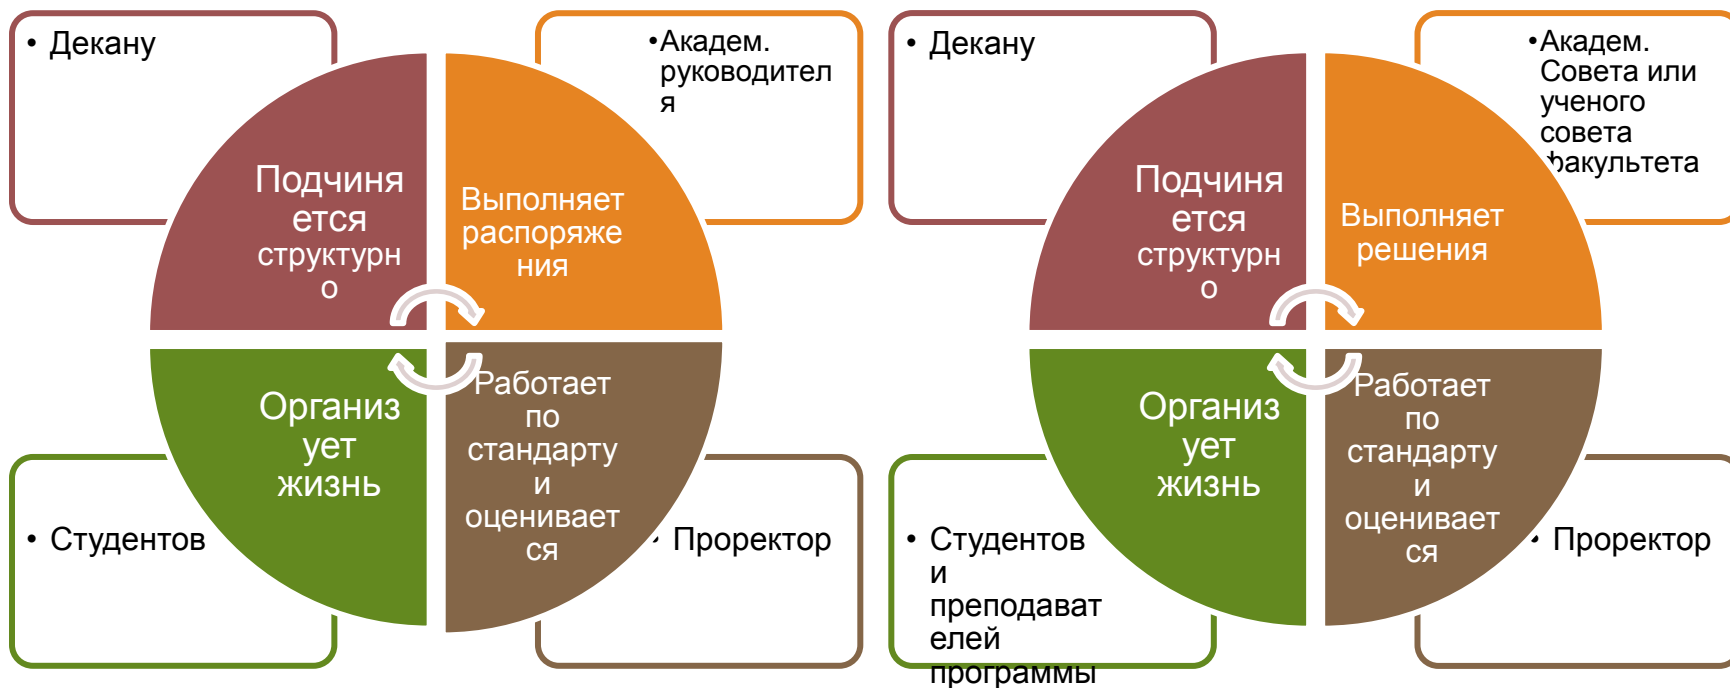 • Декану
•Академ.
руководител
я
Подчиня
ется
структурн
о
Выполняет
распоряже
ния
Организ
ует
жизнь
Работает
по
стандарту
и
оценивает
ся
• Студентов
• Проректор
• Декану
•Академ.
Совета или
ученого
совета
факультета
Подчиня
ется
структурн
о
Выполняет
решения
Организ
ует
жизнь
Работает
по
стандарту
и
оценивает
ся
• Студентов
и
преподават
елей
программы
• Проректор